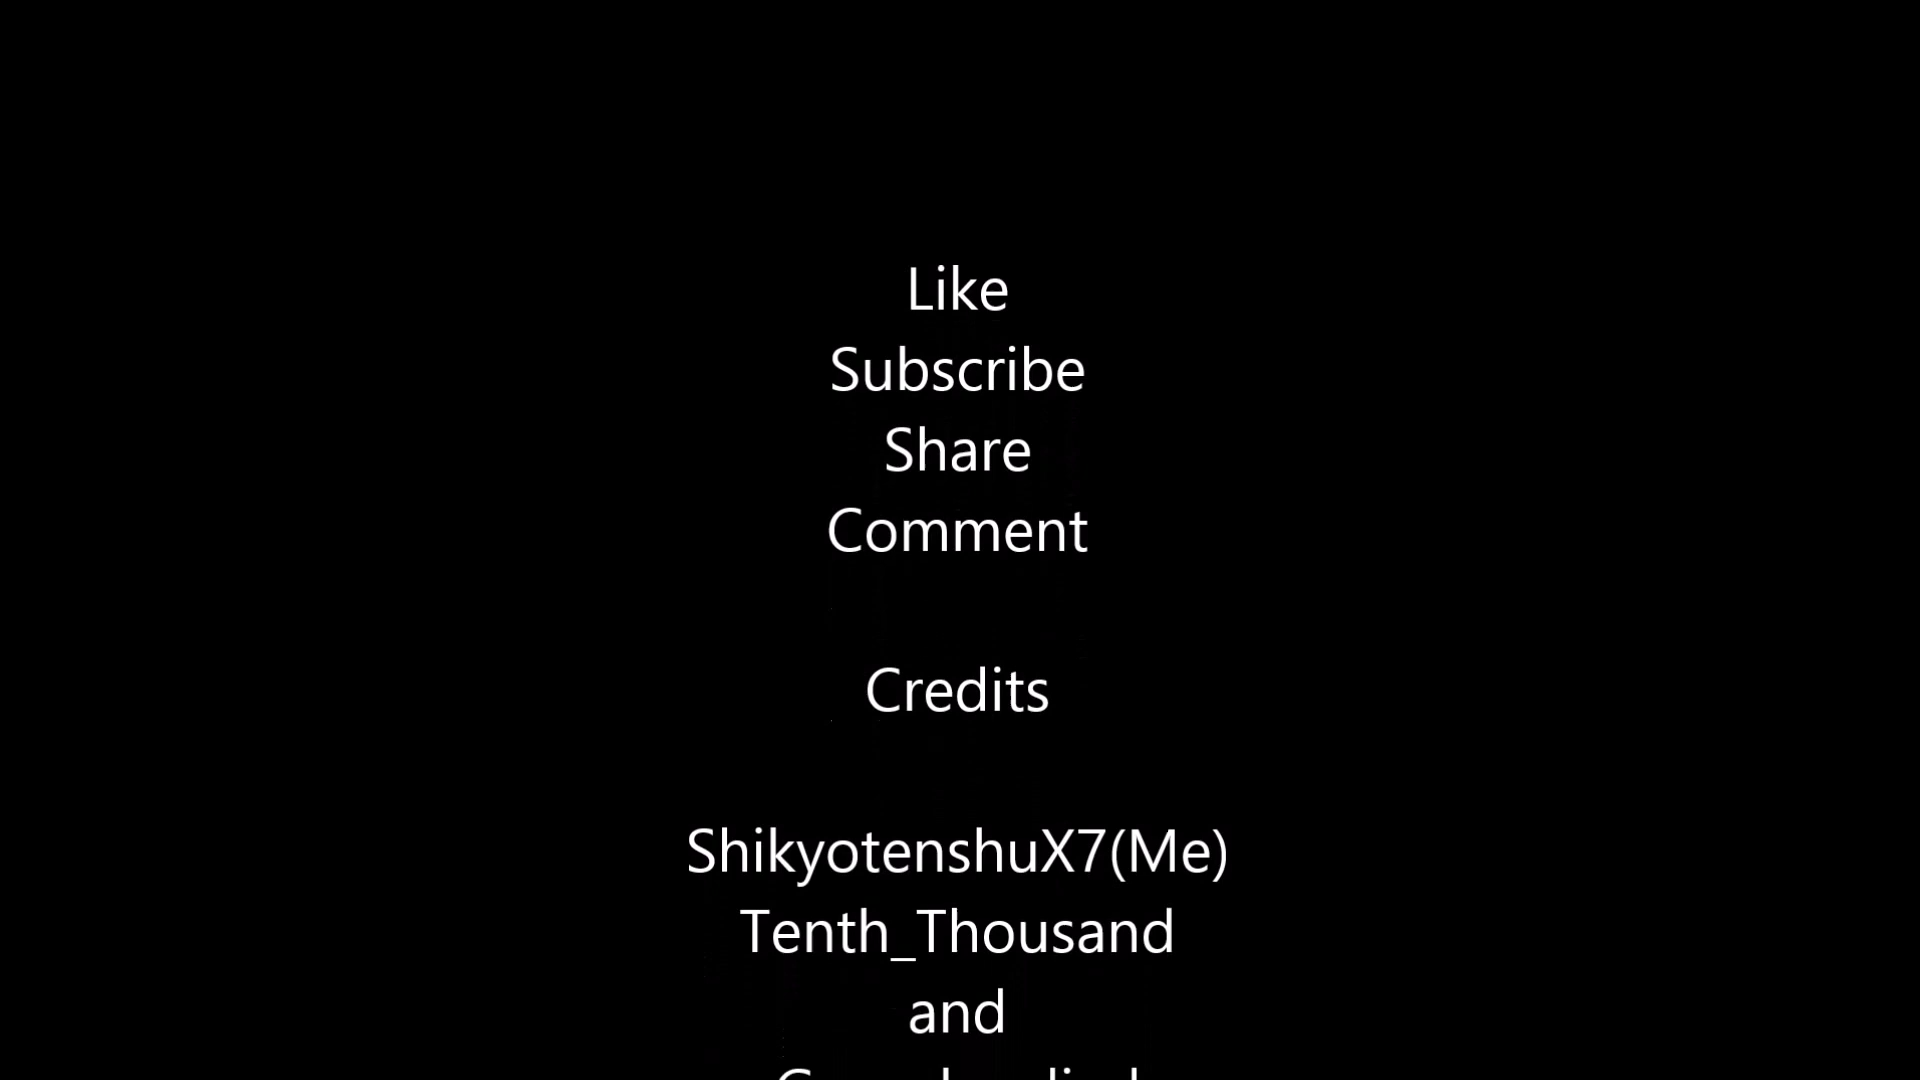 Like
Subscribe
Share
Comment
Credits
ShikyotenshuX7(Me)
Tenth_Thousand
and